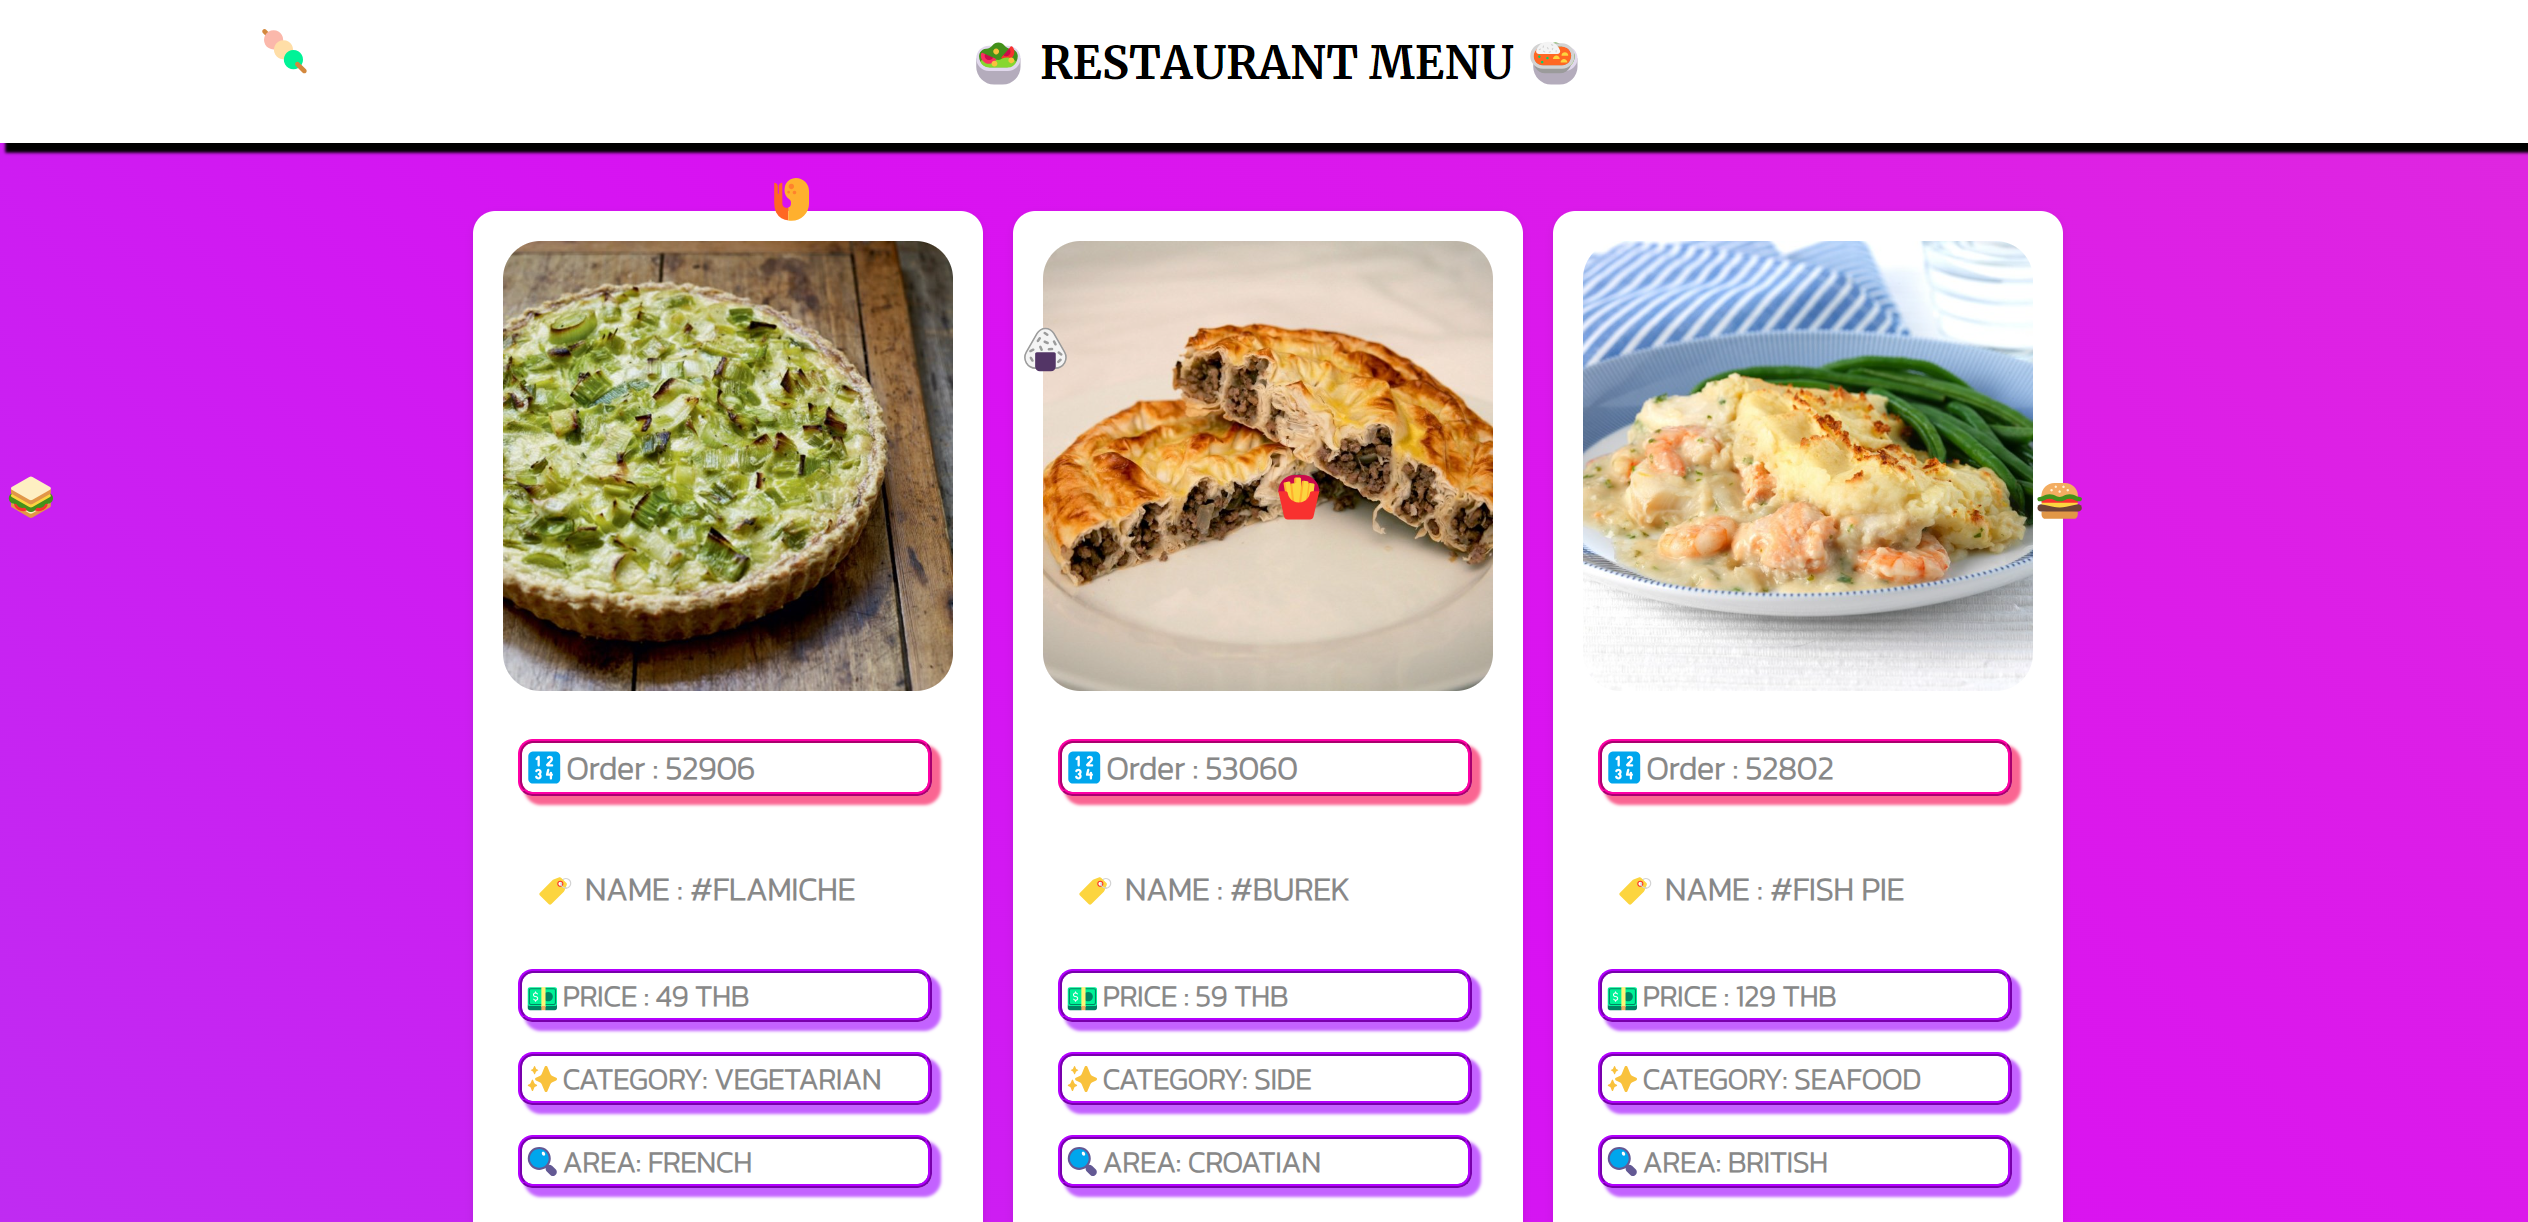 RESTAURANT MENU
Order : 52906
NAME : #FLAMICHE
PRICE : 49 THB
CATEGORY: VEGETARIAN
AREA: FRENCH
Order : 53060
NAME : #BUREK
PRICE : 59 THB
CATEGORY: SIDE
AREA: CROATIAN
Order : 52802
NAME : #FISH PIE
PRICE : 129 THB
CATEGORY: SEAFOOD
AREA: BRITISH